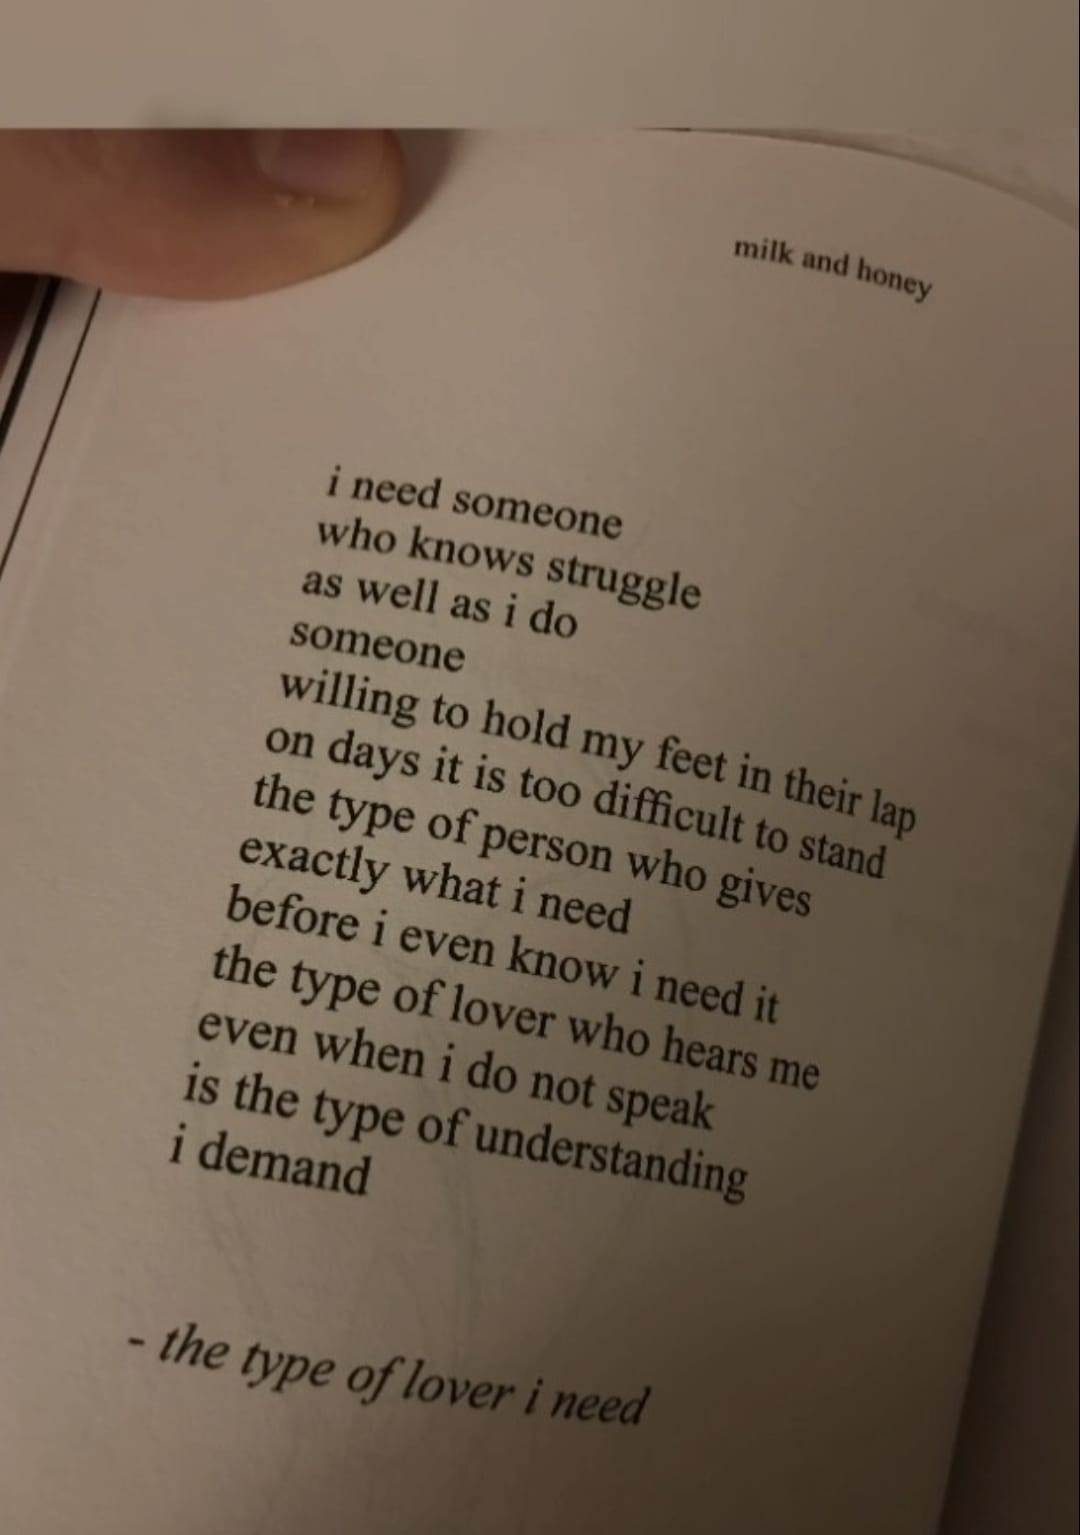 milk and honey
i need someone
who knows struggle
as well as i do
someone
willing to hold my feet in their lap
on days it is too difficult to stand
the type of person who gives
exactly what i need
before i even know i need it
the type of lover who hears me
even when i do not speak
is the type of understanding
i demand
- the type of lover i need